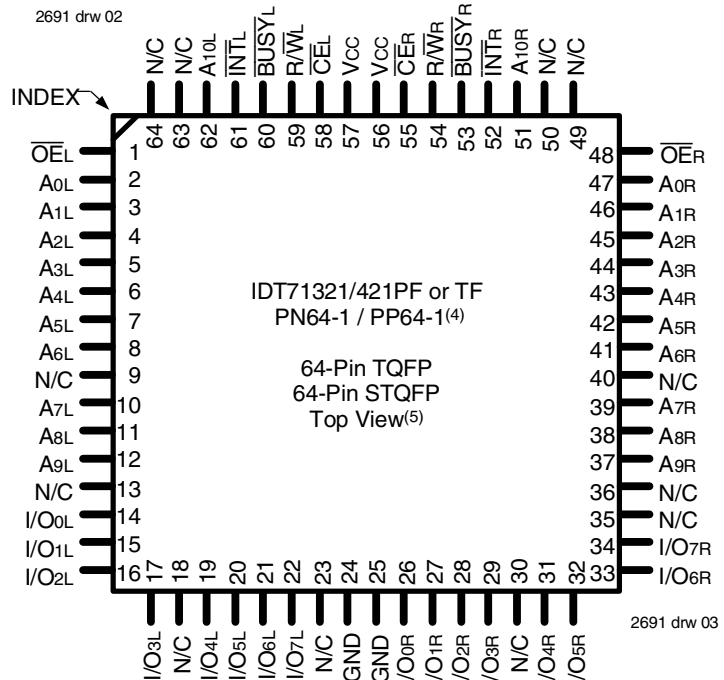 2691 drw 02
INDEX
N/C
N/C
A10L
INTL
BUSYL
R/WL
CEL
VCC
VCC
CER
R/WR
BUSYR
INTR
A10R
N/C
N/C
64 63 62 61 60 59 58 57 56 55 54 53 52 51 50 49
OEL 1
A0L 2
A1L 3
A2L 4
A3L 5
A4L 6
A5L 7
A6L 8
N/C 9
A7L 10
A8L 11
A9L 12
N/C 13
I/O0L 14
I/O1L 15
I/O2L 16
IDT71321/421PF or TF
PN64-1 / PP64-1(4)
64-Pin TQFP
64-Pin STQFP
Top View(5)
48 OER
47 A0R
46 A1R
45 A2R
44 A3R
43 A4R
42 A5R
41 A6R
40 N/C
39 A7R
38 A8R
37 A9R
36 N/C
35 N/C
34 I/O7R
33 I/O6R
17 18 19 20 21 22 23 24 25 26 27 28 29 30 31 32
I/O3L
N/C
I/O4L
I/O5L
I/O6L
I/O7L
N/C
GND
GND
I/O0R
I/O1R
I/O2R
I/O3R
N/C
I/O4R
I/O5R
2691 drw 03